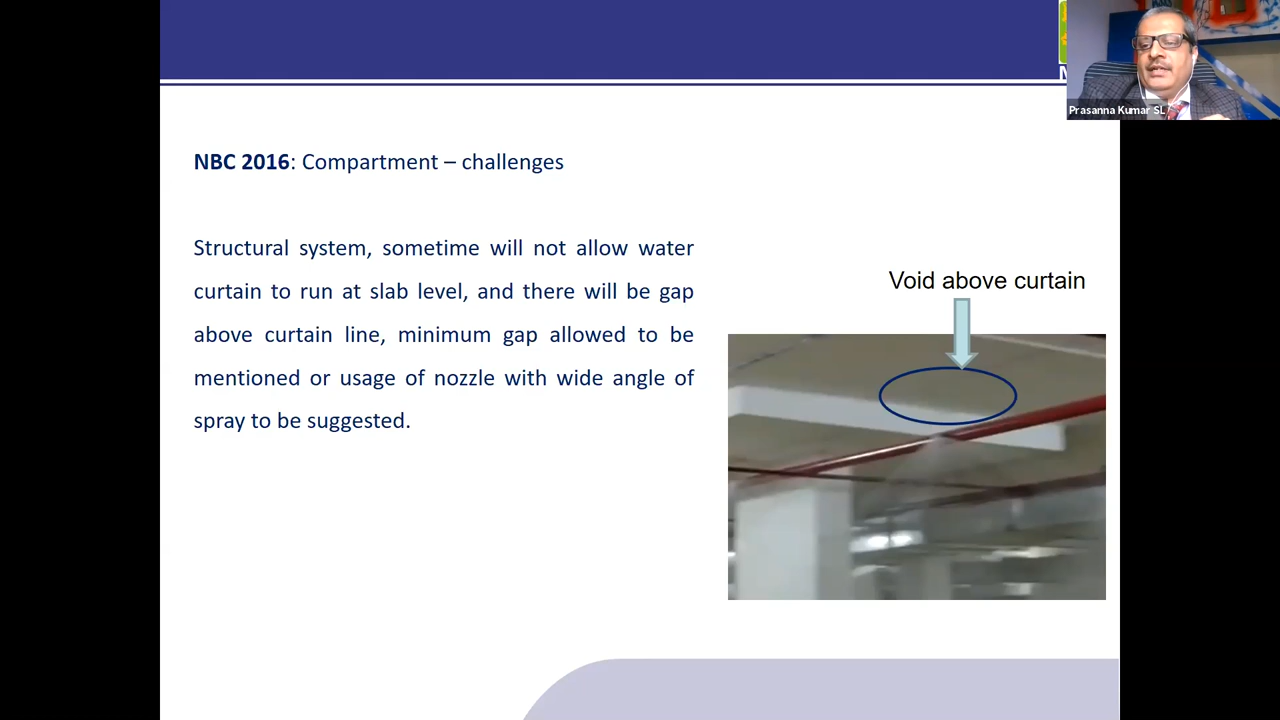 Prasanna Kumar SL
NBC 2016: Compartment – challenges
Structural system, sometime will not allow water
curtain to run at slab level, and there will be gap
above curtain line, minimum gap allowed to be
mentioned or usage of nozzle with wide angle of
spray to be suggested.
Void above curtain